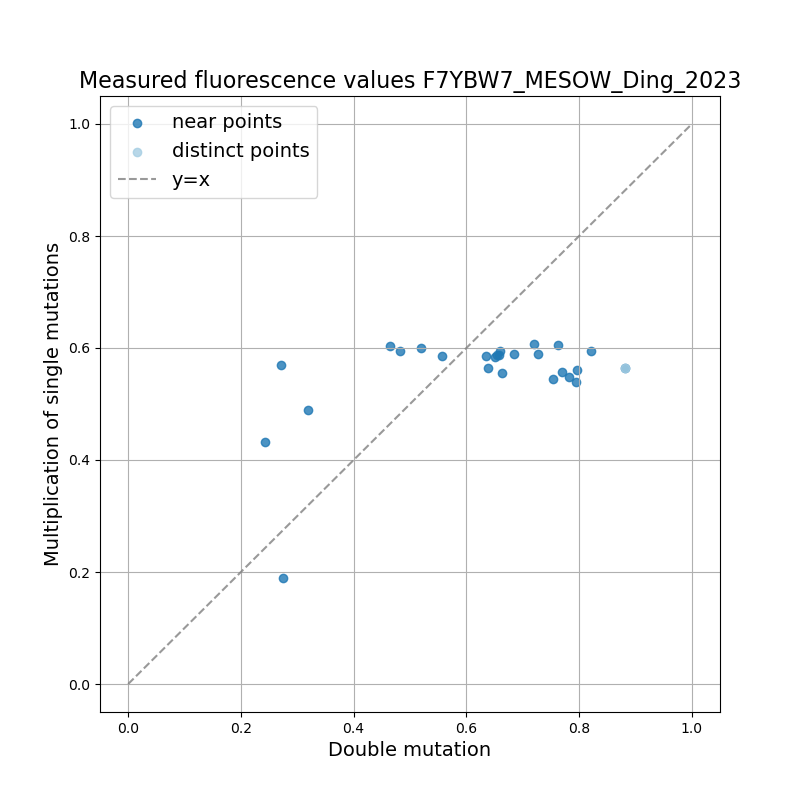 Measured fluorescence values F7YBW7_MESOW_Ding_2023
near points
distinct points
y=x
Multiplication of single mutations
1.0
0.8
0.6
0.4
0.2
0.0
0.0 0.2 0.4 0.6 0.8 1.0
Double mutation